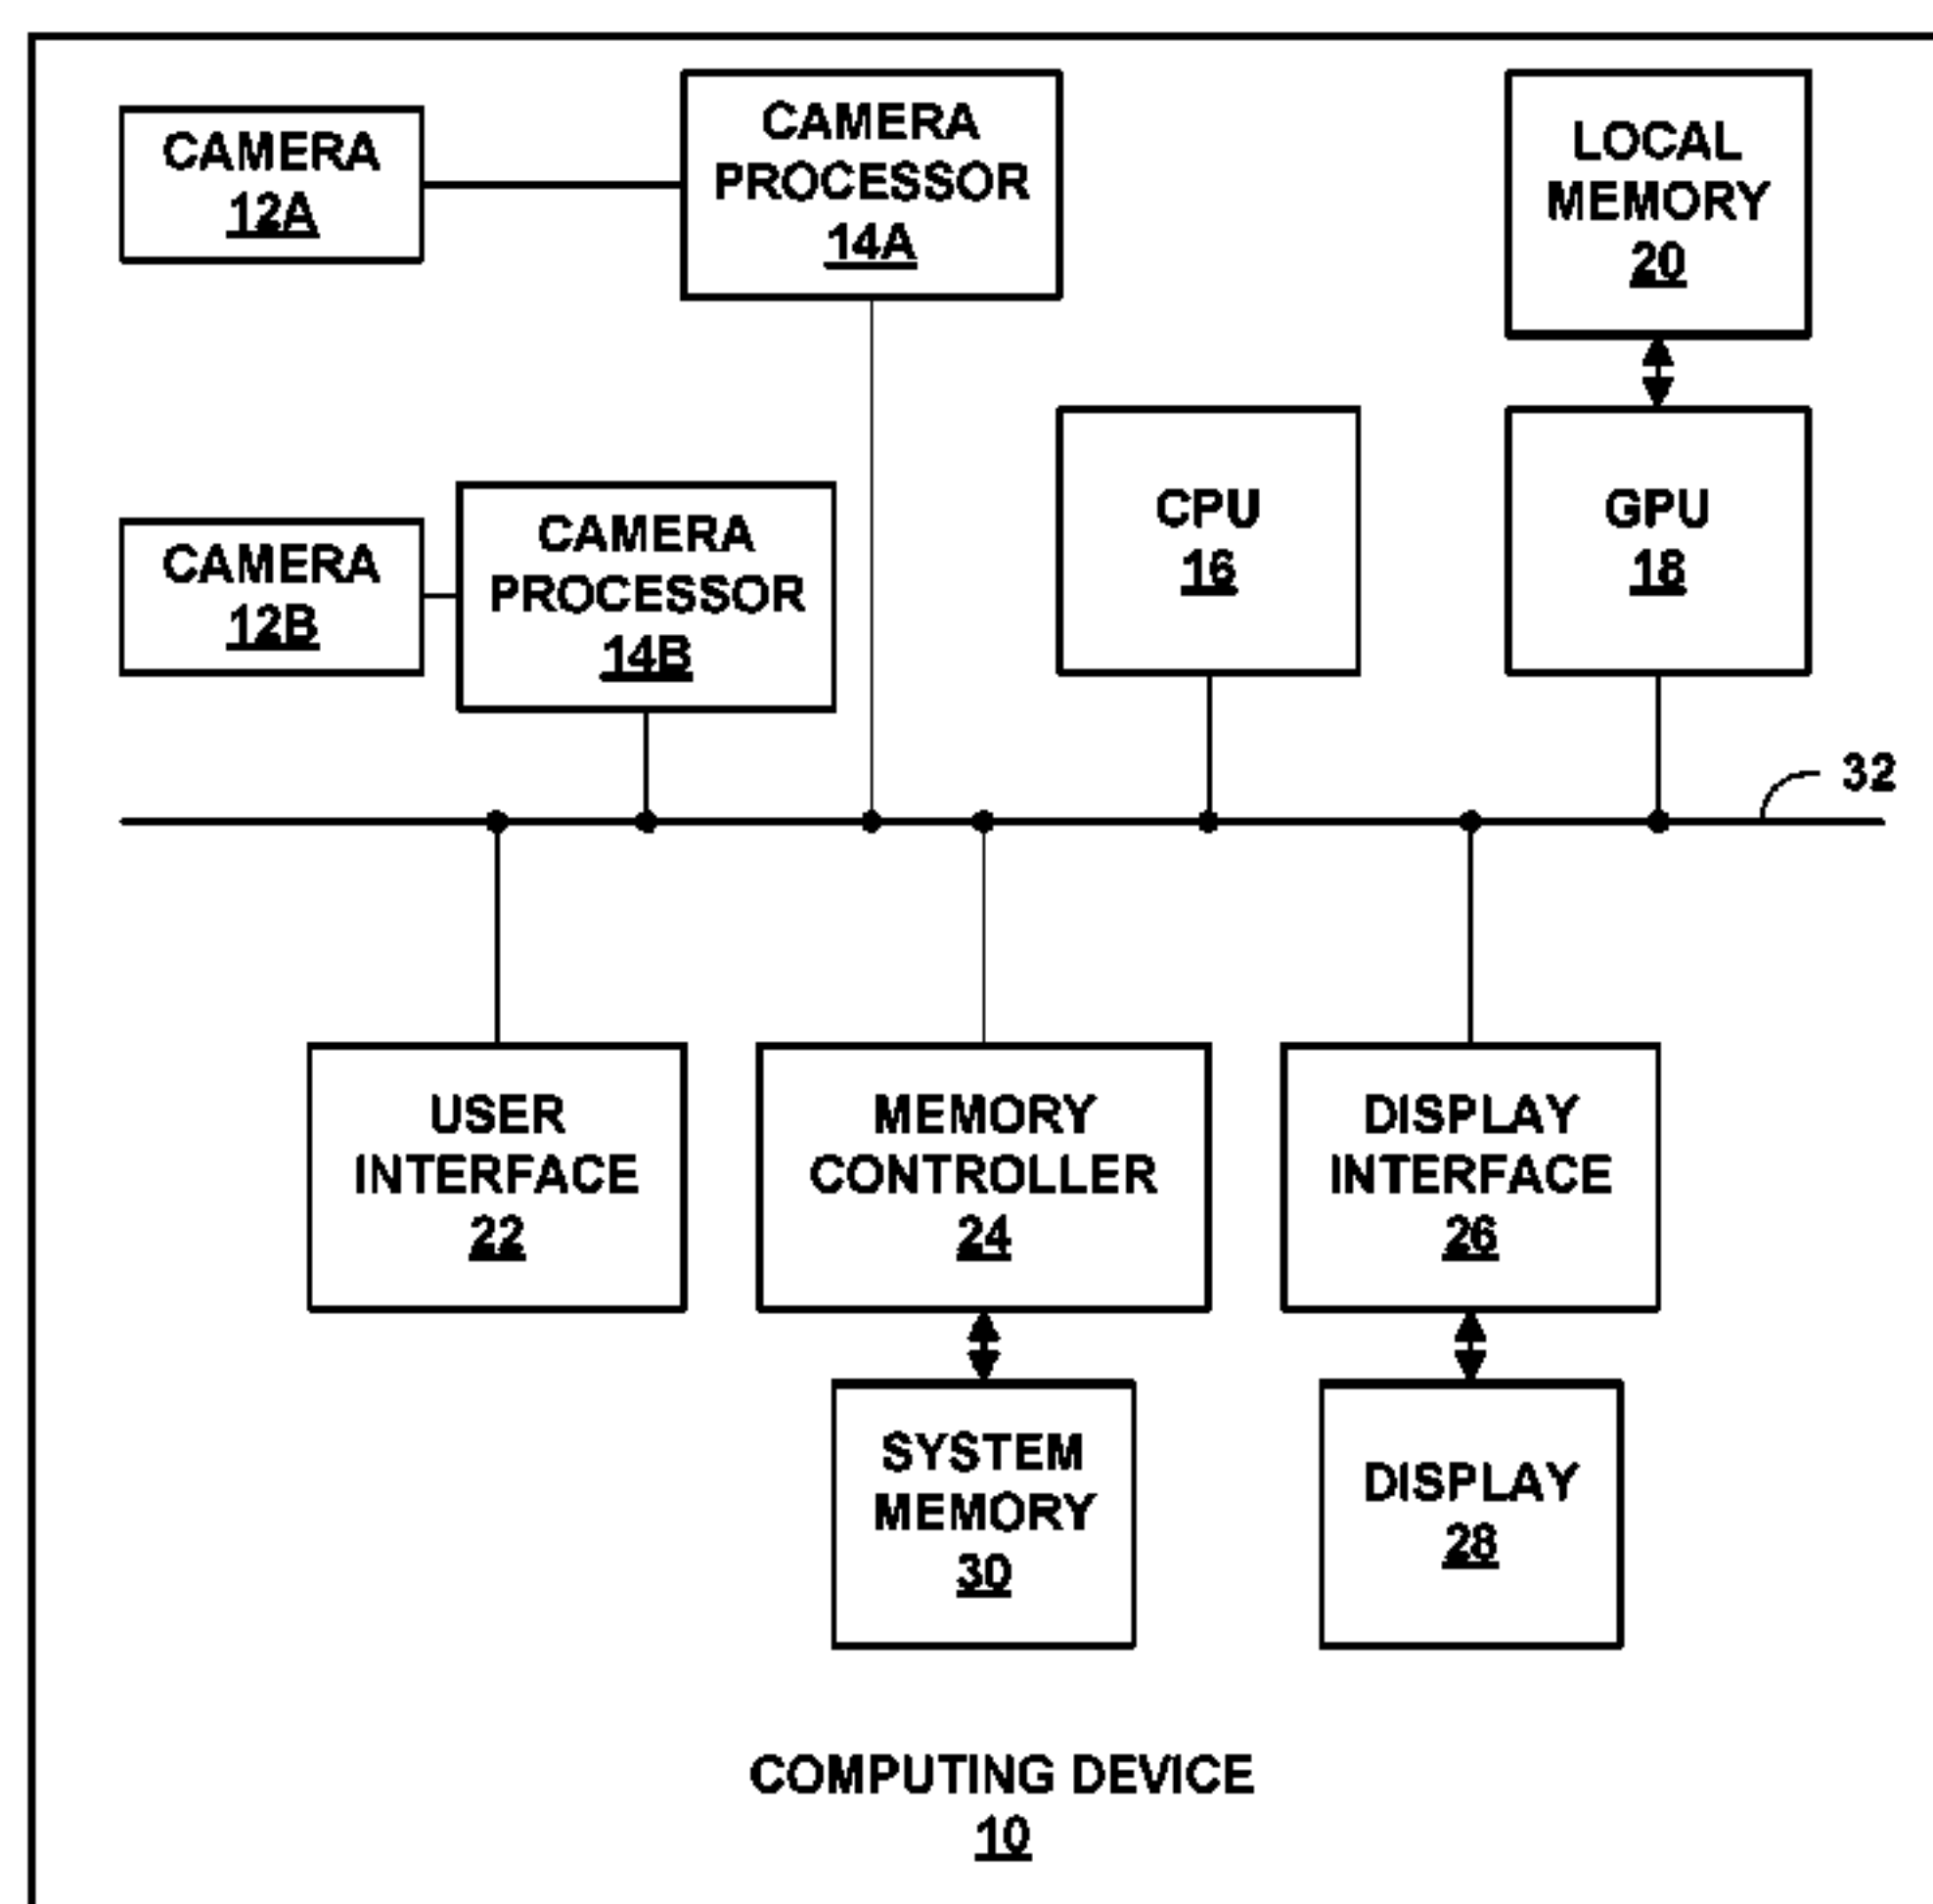 CAMERA
12A
CAMERA
PROCESSOR
14A
LOCAL
MEMORY
20
CAMERA
12B
CAMERA
PROCESSOR
14B
CPU
16
GPU
18
32
USER
INTERFACE
22
MEMORY
CONTROLLER
24
DISPLAY
INTERFACE
26
SYSTEM
MEMORY
30
DISPLAY
28
COMPUTING DEVICE
10